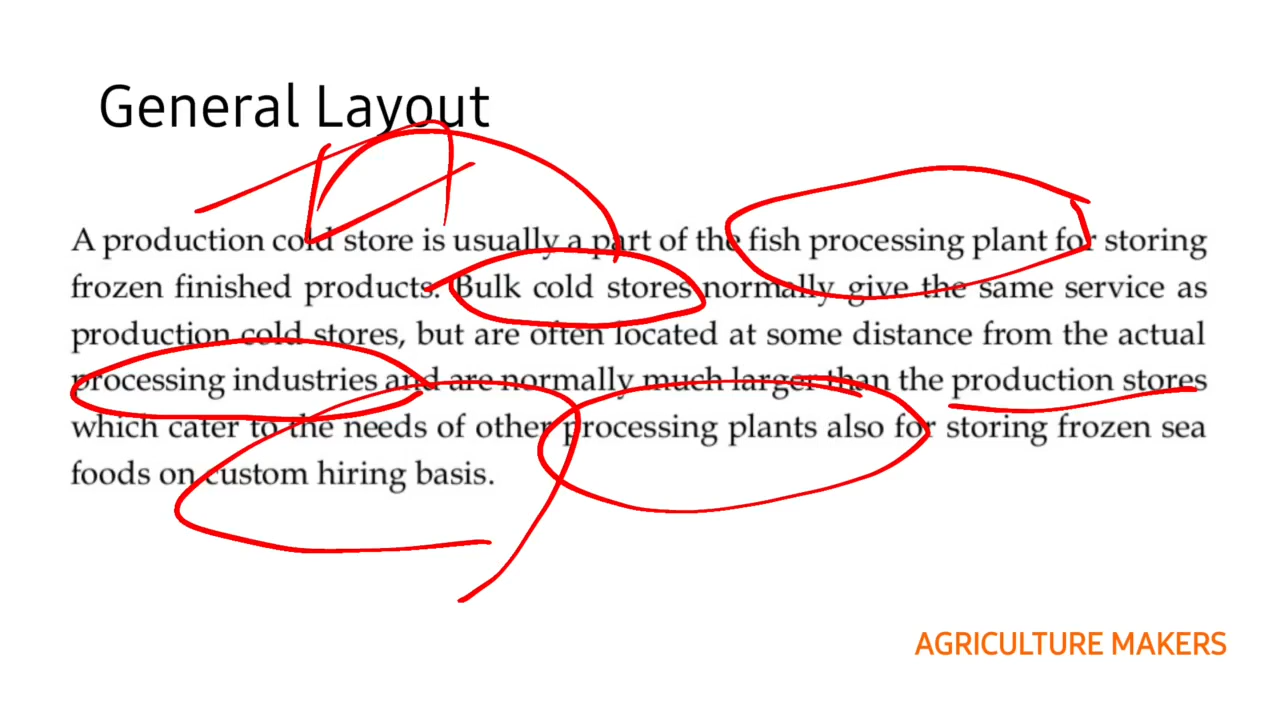 General Layout
A production cold store is usually a part of the fish processing plant for storing
frozen finished products. Bulk cold stores normally give the same service as
production cold stores, but are often located at some distance from the actual
processing industries and are normally much larger than the production stores
which cater to the needs of other processing plants also for storing frozen sea
foods on custom hiring basis.
AGRICULTURE MAKERS